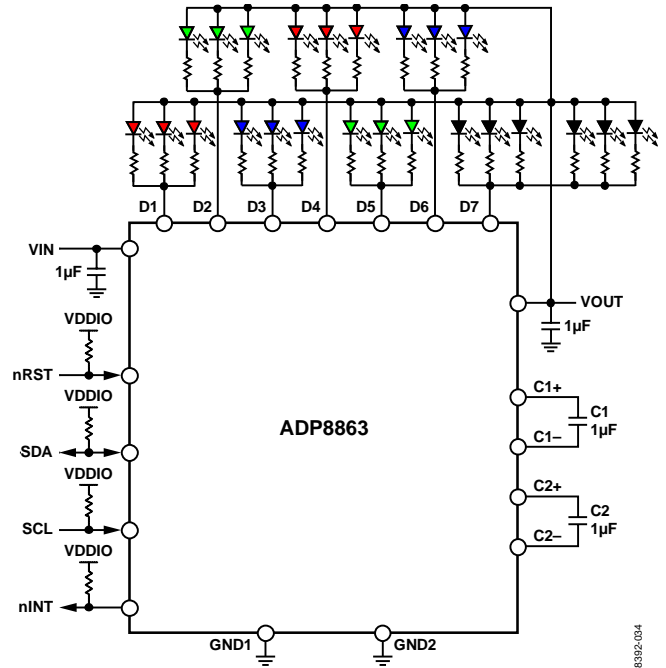 D1
D2
D3
D4
D5
D6
D7
VIN
1µF
VOUT
1µF
VDDIO
nRST
VDDIO
SDA
VDDIO
SCL
VDDIO
nINT
ADP8863
C1+
C1
1µF
C1–
C2+
C2
1µF
C2–
GND1
GND2
8392-034